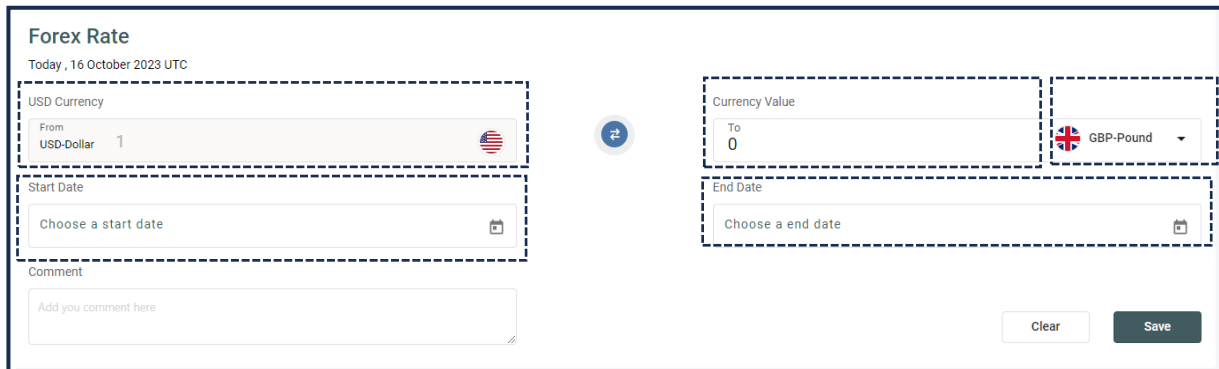 Forex Rate
Today , 16 October 2023 UTC
USD Currency
Currency Value
From
USD-Dollar 1
To
0
GBP-Pound
Start Date
End Date
Choose a start date
Choose a end date
Comment
Add you comment here
Clear
Save